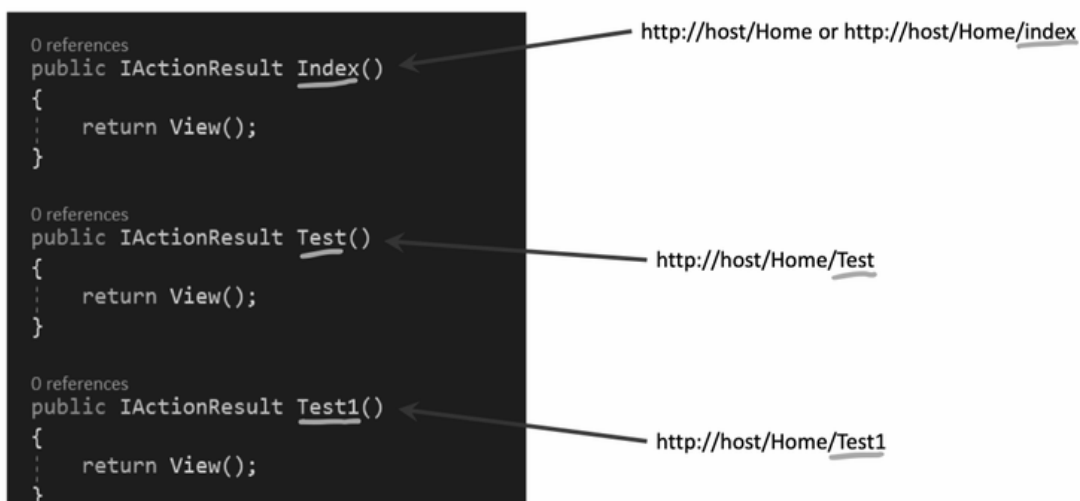 0 references
public IActionResult Index()
{
return View();
}
0 references
public IActionResult Test()
{
return View();
}
0 references
public IActionResult Test1()
{
return View();
}
http://host/Home or http://host/Home/index
http://host/Home/Test
http://host/Home/Test1